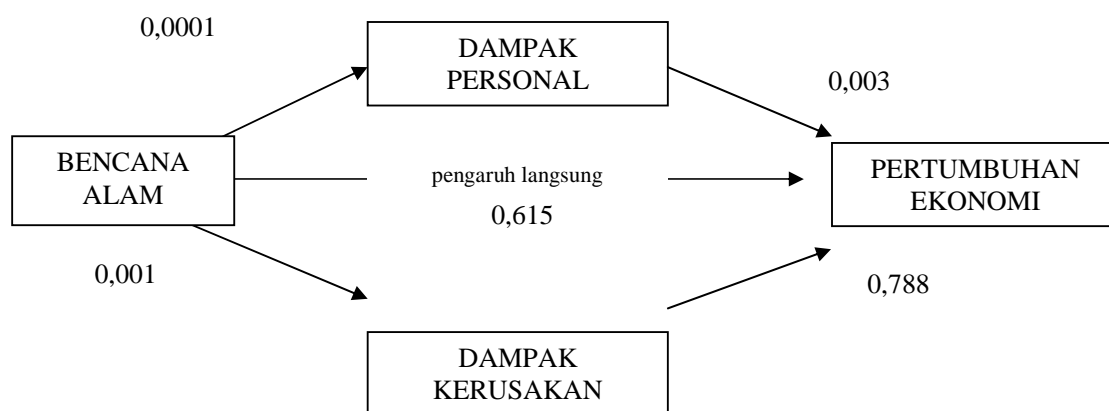 0,0001
DAMPAK
PERSONAL
0,003
BENCANA
ALAM
pengaruh langsung
0,615
PERTUMBUHAN
EKONOMI
0,001
0,788
DAMPAK
KERUSAKAN